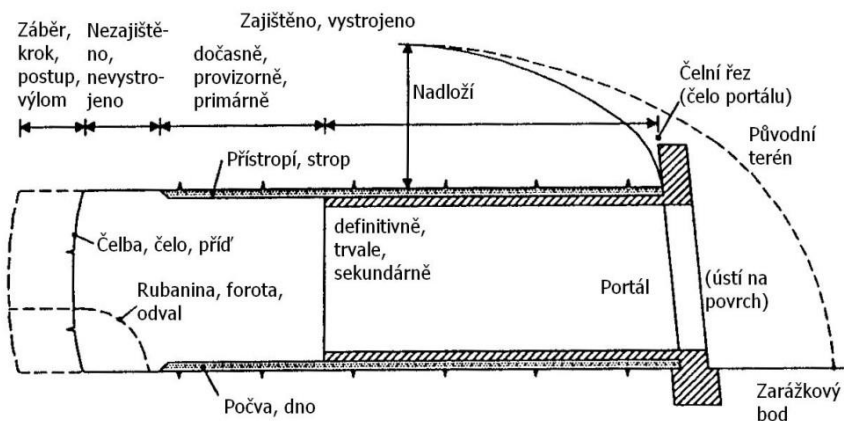 Záběr,
krok,
postup,
výlom
Nezajiště-
no,
nevystro-
jeno
Zajištěno, vystrojeno
dočasně,
provizorně,
primárně
Nadloží
Čelní řez
(čelo portálu)
Původní
terén
Přístropí, strop
Čelba, čelo, příď
definitivně,
trvale,
sekundárně
Rubanina, forota,
odval
Portál
(ústí na
povrch)
Počva, dno
Zarážkový
bod